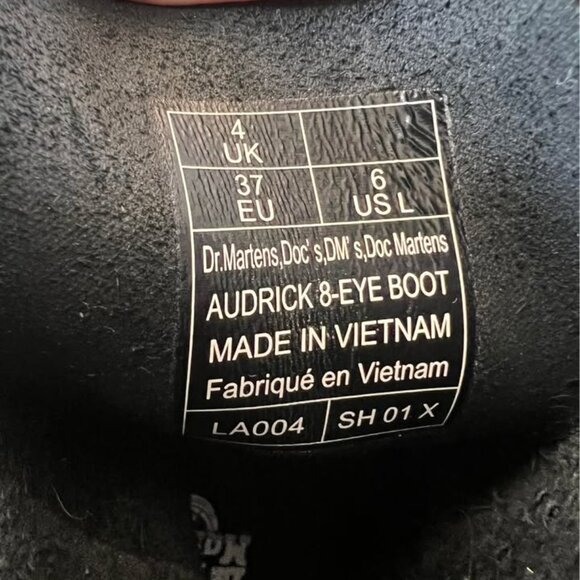 4
UK
37
EU
6
US L
Dr.Martens,Doc's,DM's,Doc Martens
AUDRICK 8-EYE BOOT
MADE IN VIETNAM
Fabriqué en Vietnam
LA004
SH 01 X